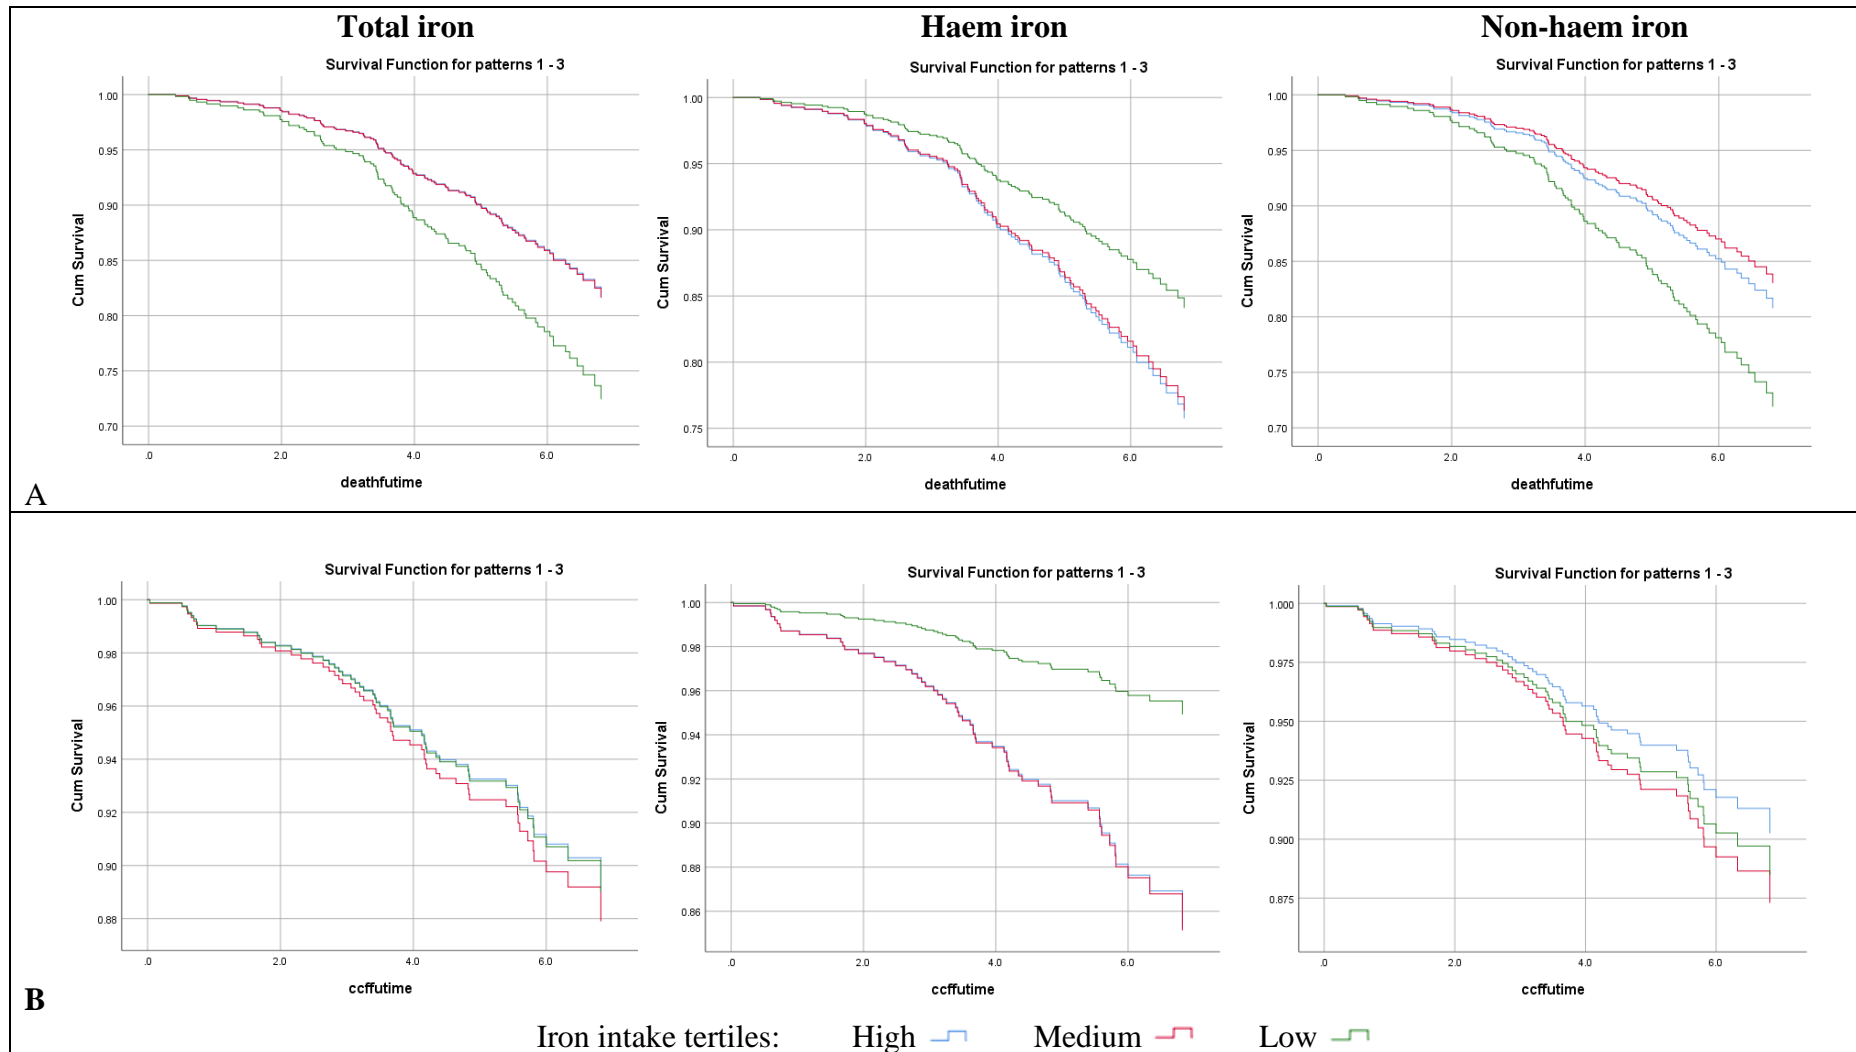 Total iron
Haem iron
Non-haem iron
Survival Function for patterns 1 - 3
1.00
0.95
0.90
0.85
0.80
0.75
0.70
Cum Survival
.0 2.0 4.0 6.0
deathfutime
Survival Function for patterns 1 - 3
1.00
0.95
0.90
0.85
0.80
0.75
Cum Survival
.0 2.0 4.0 6.0
deathfutime
Survival Function for patterns 1 - 3
1.00
0.95
0.90
0.85
0.80
0.75
0.70
Cum Survival
.0 2.0 4.0 6.0
deathfutime
A
Survival Function for patterns 1 - 3
1.00
0.98
0.96
0.94
0.92
0.90
0.88
Cum Survival
.0 2.0 4.0 6.0
ccffutime
Survival Function for patterns 1 - 3
1.00
0.98
0.96
0.94
0.92
0.90
0.88
0.86
Cum Survival
.0 2.0 4.0 6.0
ccffutime
Survival Function for patterns 1 - 3
1.000
0.975
0.950
0.925
0.900
0.875
Cum Survival
.0 2.0 4.0 6.0
ccffutime
B
Iron intake tertiles: High Medium Low